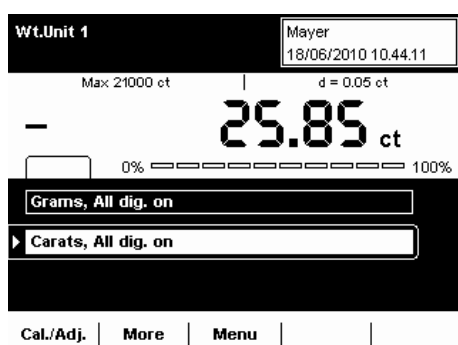 Wt.Unit 1
Mayer
18/06/2010 10.44.11
Max 21000 ct
d = 0.05 ct
– 25.85 ct
0% 100%
Grams, All dig. on
Carats, All dig. on
Cal./Adj. More Menu